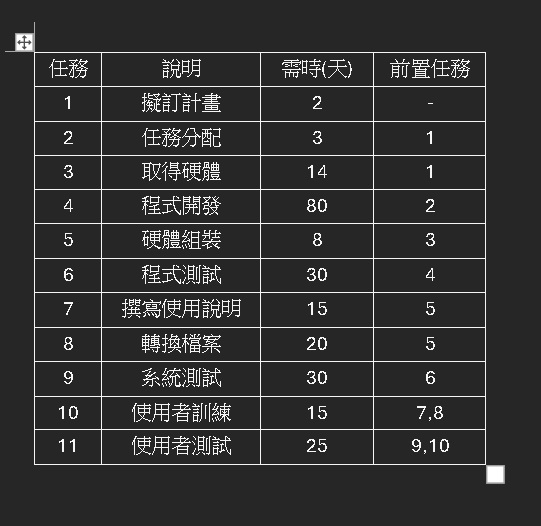 任務 說明 需時(天) 前置任務
1 擬訂計畫 2 -
2 任務分配 3 1
3 取得硬體 14 1
4 程式開發 80 2
5 硬體組裝 8 3
6 程式測試 30 4
7 撰寫使用說明 15 5
8 轉換檔案 20 5
9 系統測試 30 6
10 使用者訓練 15 7,8
11 使用者測試 25 9,10